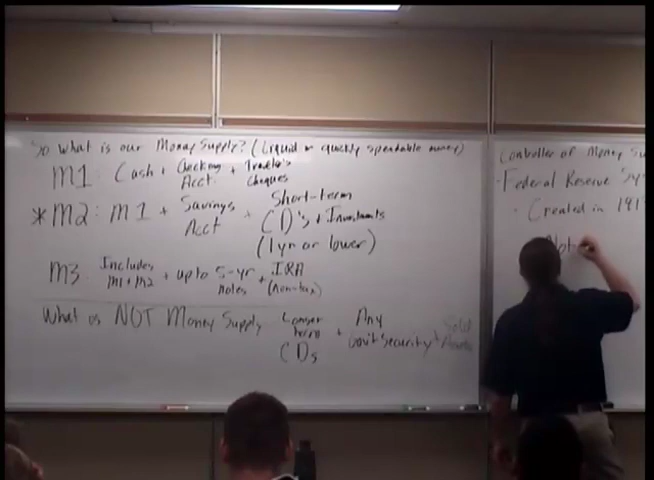 So what is our Money Supply? (Liquid or quickly spendable money)
M1: Cash + Checking Acct. + Traveler's Cheques
*M2: M1 + Savings Acct + Short-term CD's + Investments (1 yr or lower)
M3: Includes M1 + M2 + up to 5-yr notes + IRA (non-tax)
What is NOT Money Supply Longer term CDs + Any Gov't Security + Solid Assets
Controller of Money Su
· Federal Reserve Sy
· Created in 191
Not